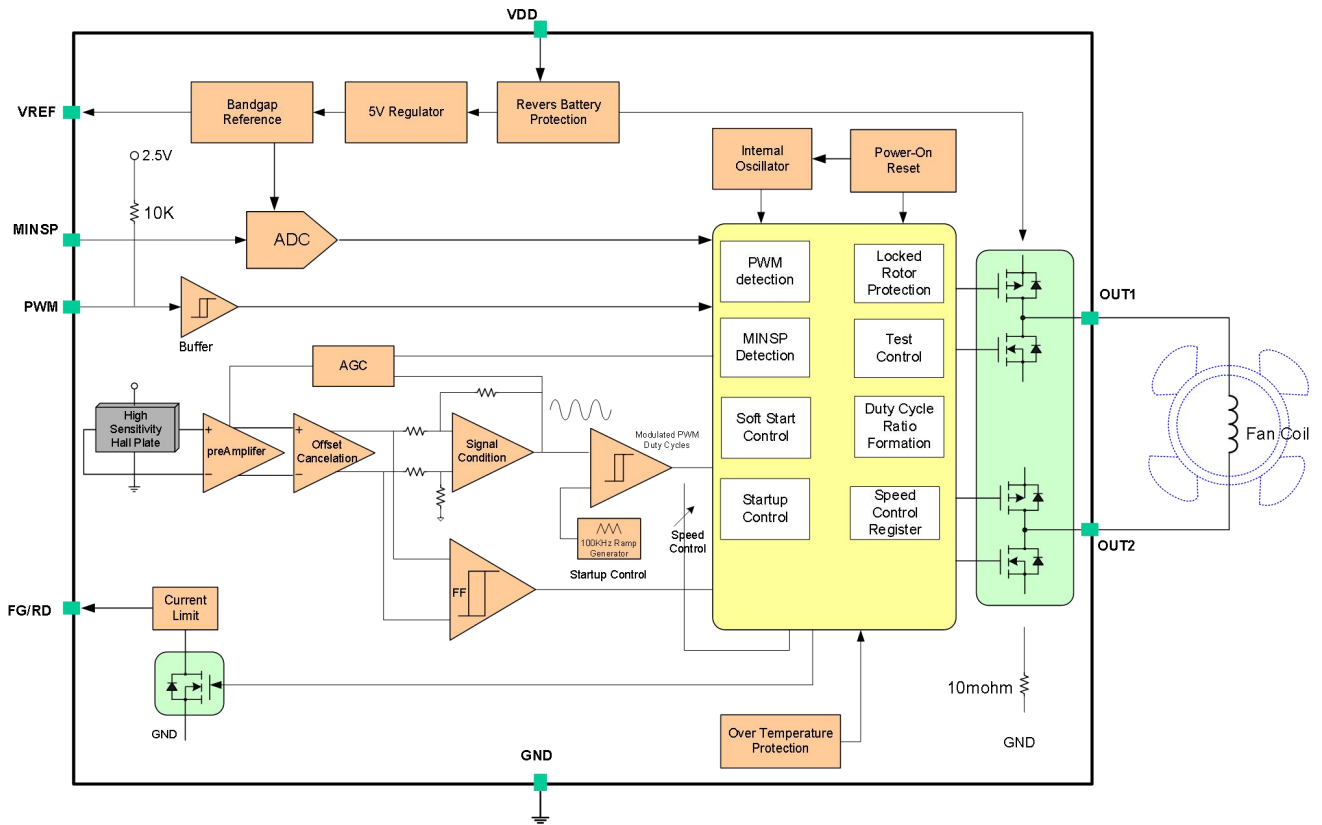 VDD
VREF
Bandgap
Reference
5V Regulator
Revers Battery
Protection
2.5V
10K
Internal
Oscillator
Power-On
Reset
MINSP
ADC
PWM
Buffer
PWM
detection
Locked
Rotor
Protection
MINSP
Detection
Test
Control
Soft Start
Control
Duty Cycle
Ratio
Formation
Startup
Control
Speed
Control
Register
OUT1
OUT2
Fan Coil
AGC
High
Sensitivity
Hall Plate
+
preAmplifer
−
+
Offset
Cancelation
−
Signal
Condition
Modulated PWM
Duty Cycles
100KHz Ramp
Generator
Startup Control
Speed
Control
FF
FG/RD
Current
Limit
GND
Over Temperature
Protection
10mohm
GND
GND